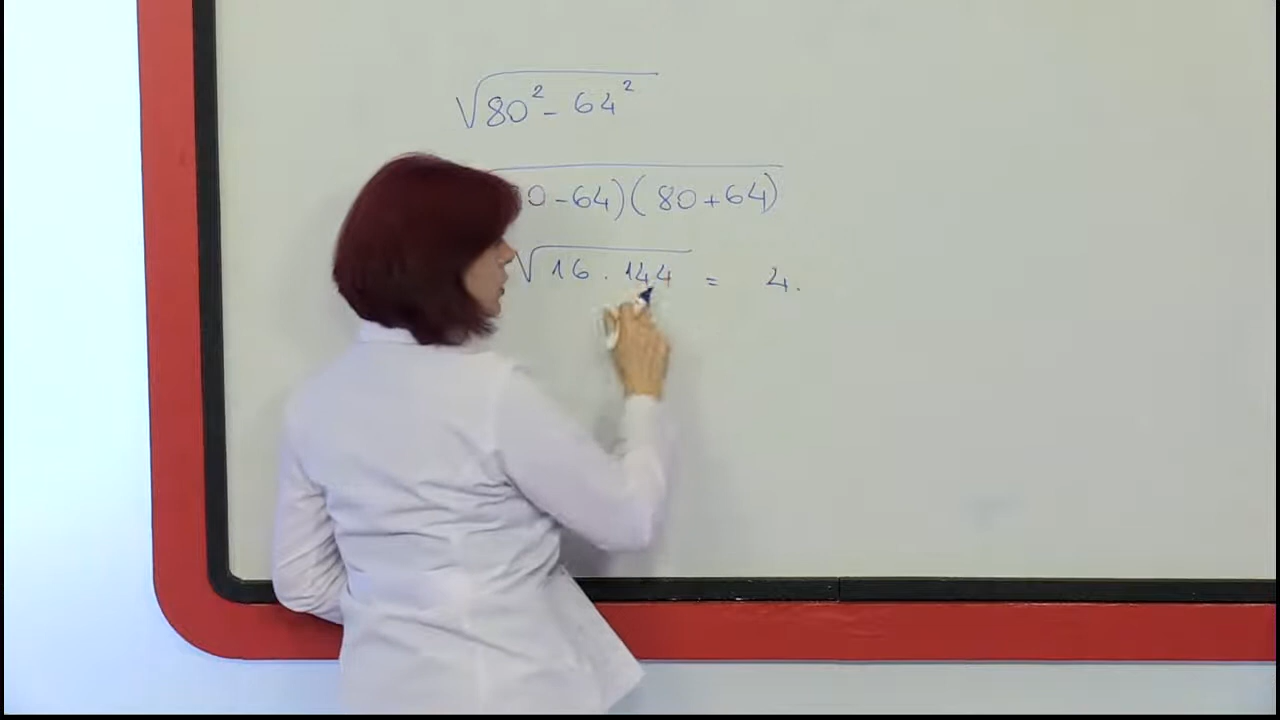 √80² - 64²
0 - 64)(80 + 64)
√16 . 144 = 4.